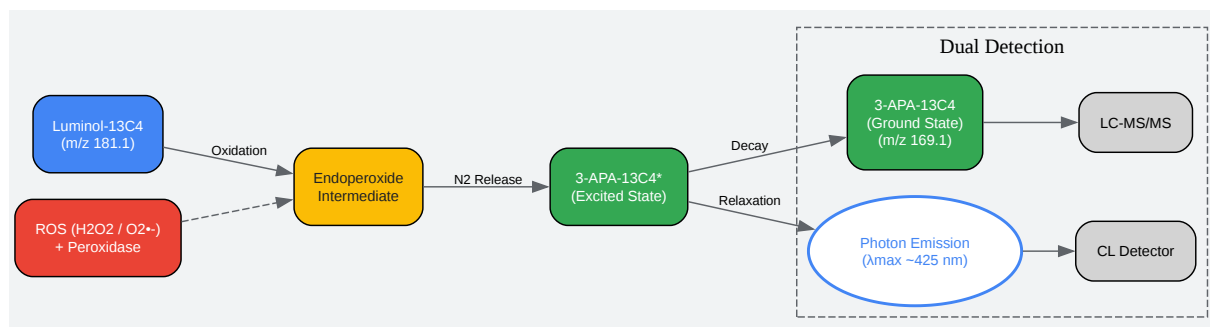 Dual Detection
Luminol-13C4
(m/z 181.1)
Oxidation
ROS (H2O2 / O2•-)
+ Peroxidase
Endoperoxide
Intermediate
N2 Release
3-APA-13C4*
(Excited State)
Decay
Relaxation
3-APA-13C4
(Ground State)
(m/z 169.1)
LC-MS/MS
Photon Emission
(λmax ~425 nm)
CL Detector